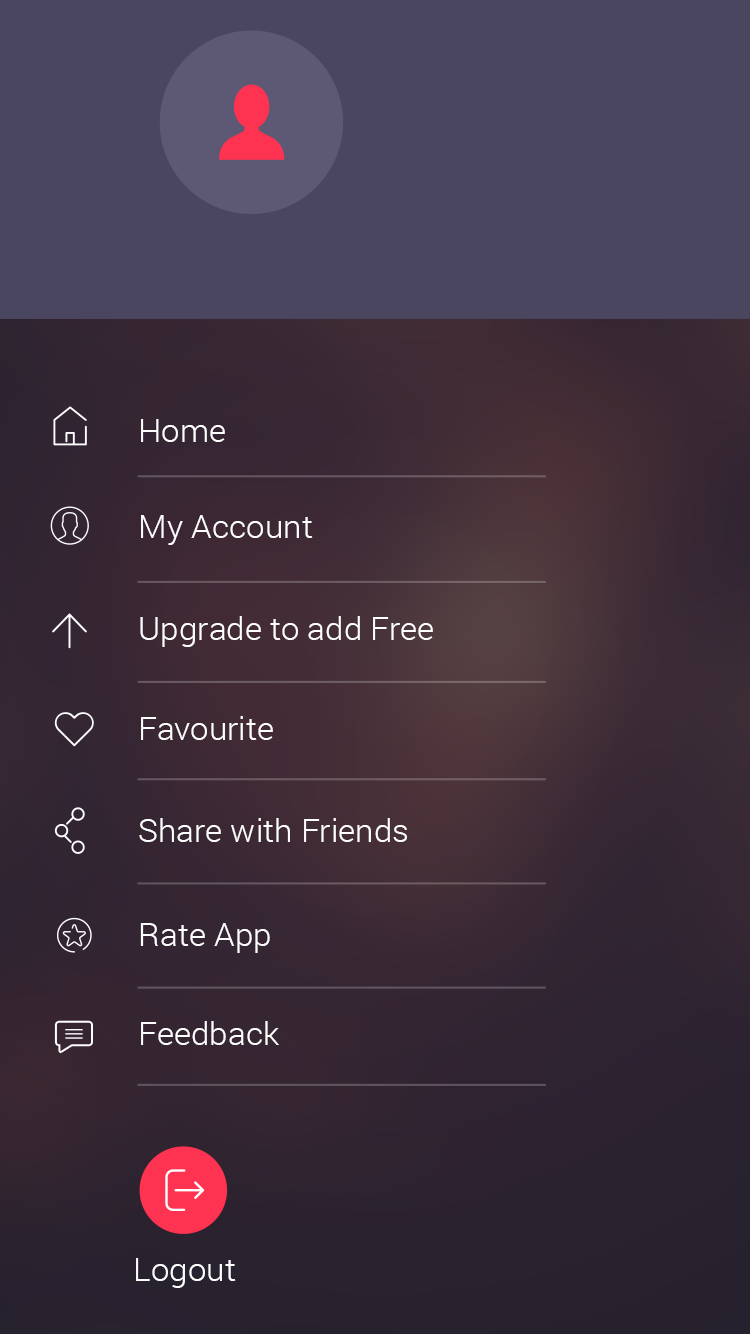 Home
My Account
Upgrade to add Free
Favourite
Share with Friends
Rate App
Feedback
Logout